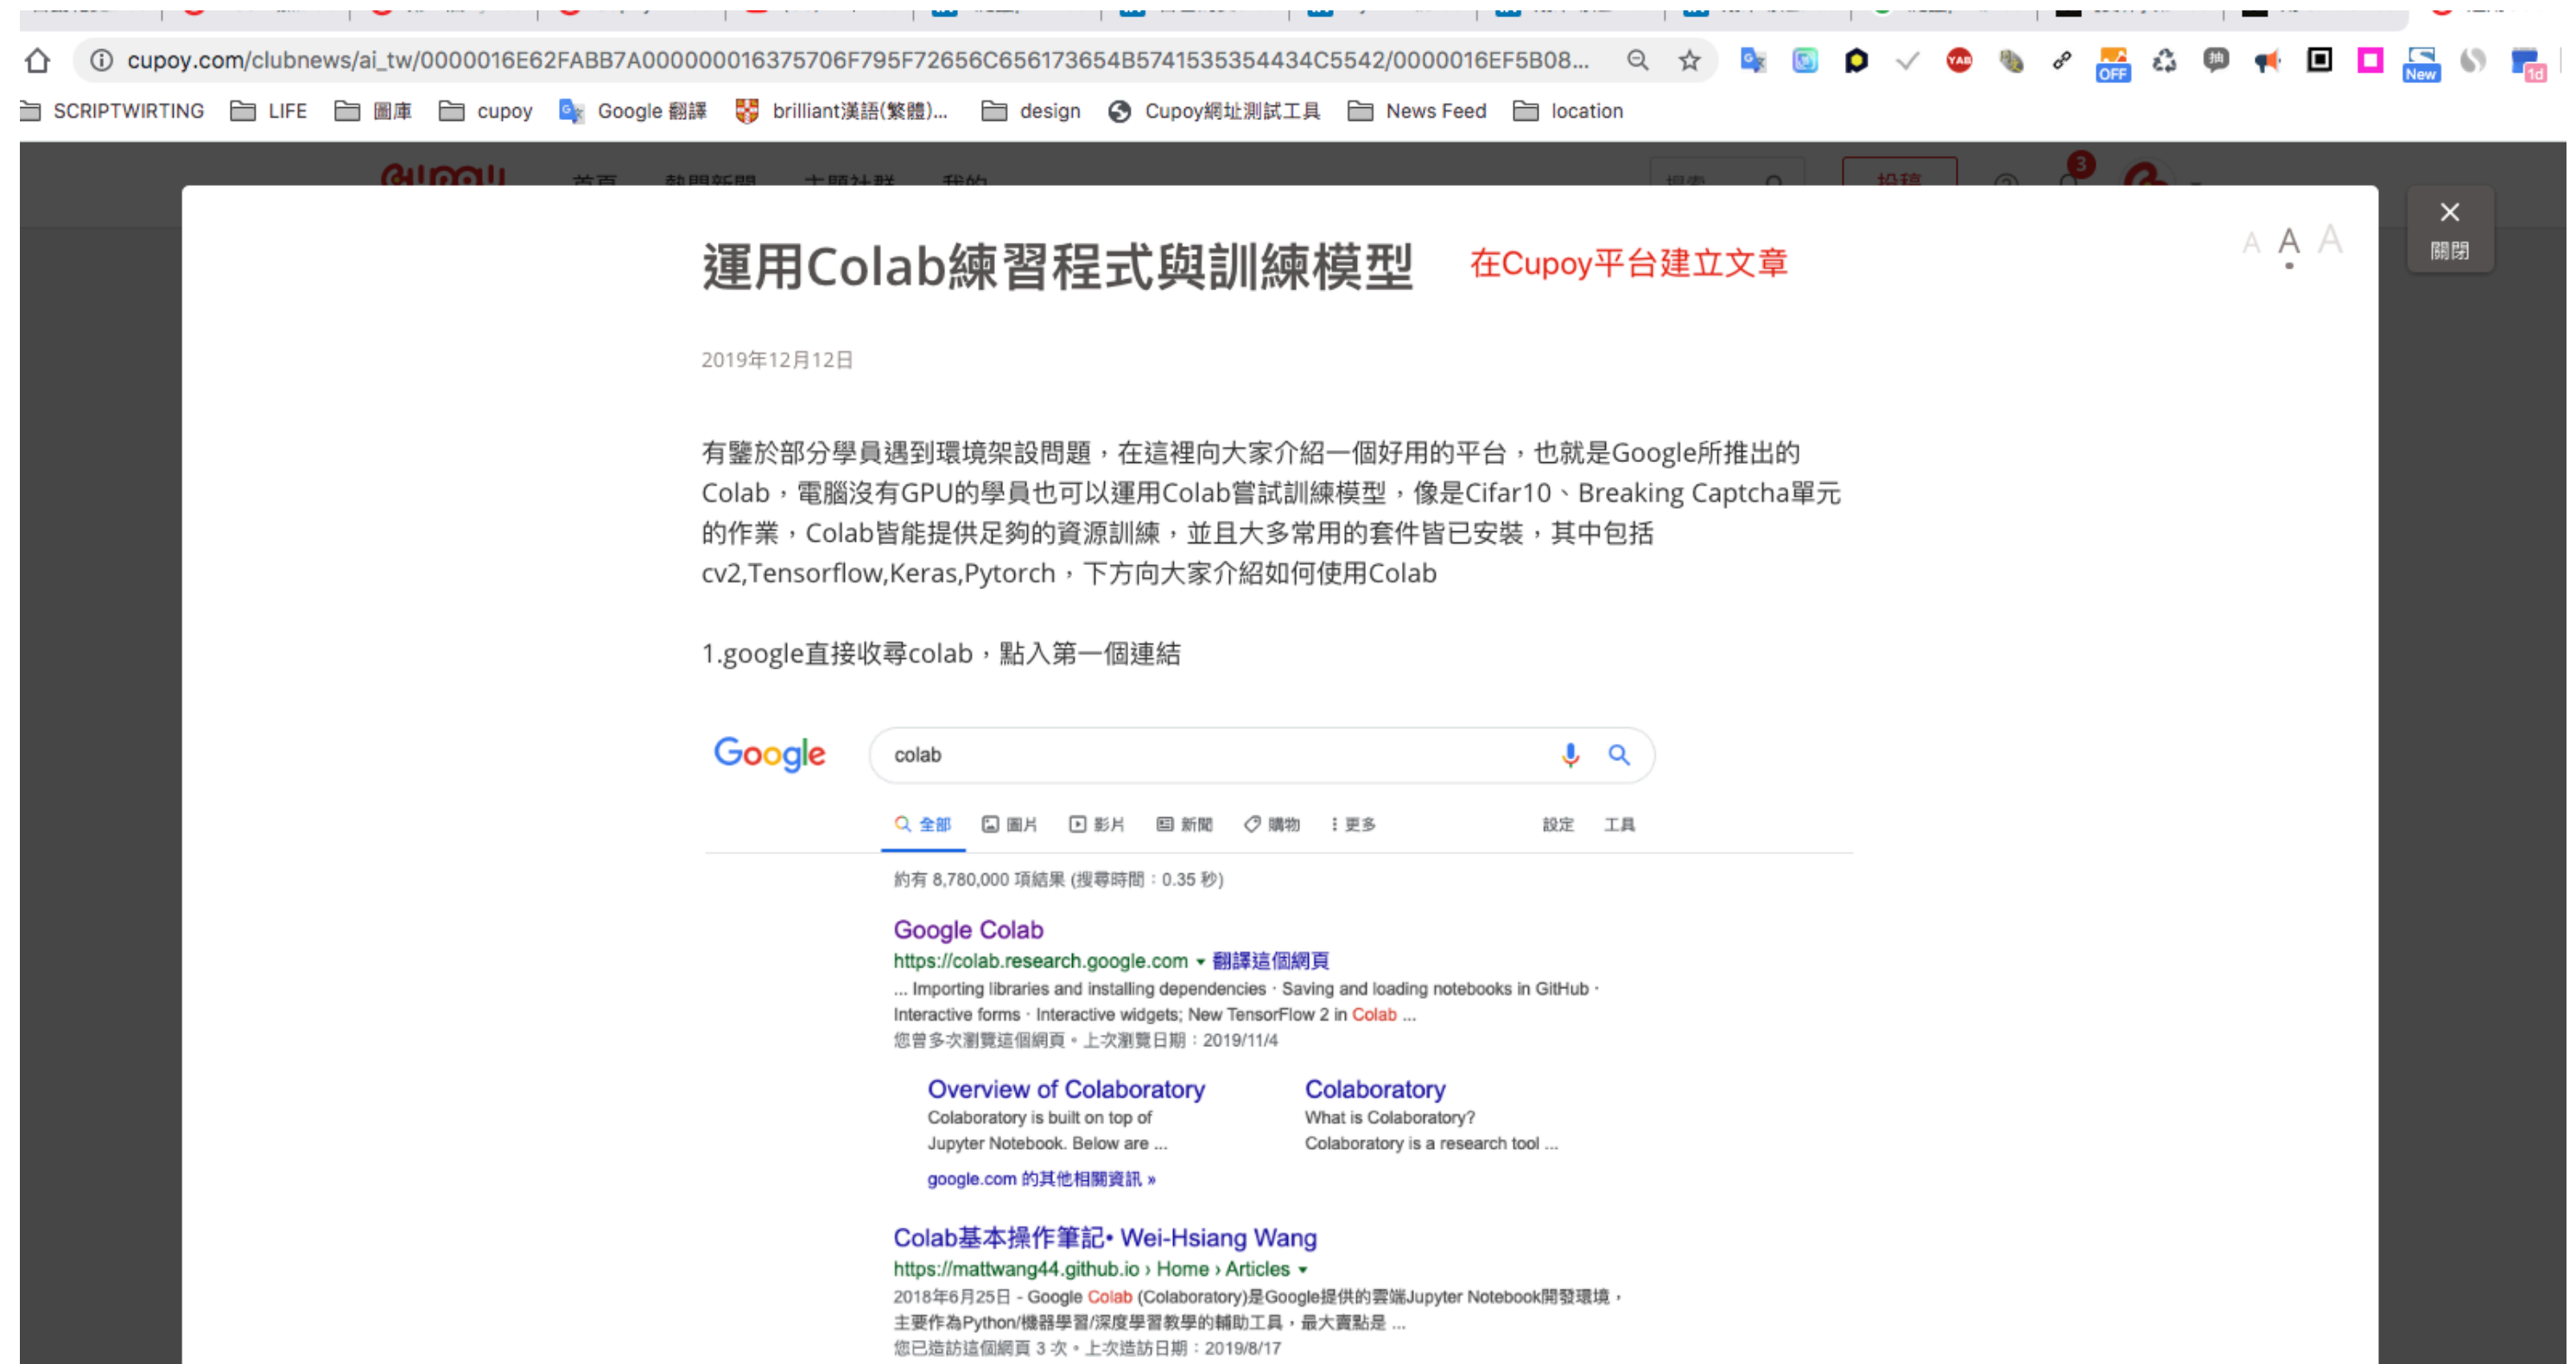 cupoy.com/clubnews/ai_tw/0000016E62FABB7A000000016375706F795F72656C656173654B5741535354434C5542/0000016EF5B08...
YAB
OFF
抽
New
1d
SCRIPTWIRTING LIFE 圖庫 cupoy Google 翻譯 brilliant漢語(繁體)... design Cupoy網址測試工具 News Feed location
3
關閉
運用Colab練習程式與訓練模型 在Cupoy平台建立文章
A A A
2019年12月12日
有鑒於部分學員遇到環境架設問題，在這裡向大家介紹一個好用的平台，也就是Google所推出的
Colab，電腦沒有GPU的學員也可以運用Colab嘗試訓練模型，像是Cifar10、Breaking Captcha單元
的作業，Colab皆能提供足夠的資源訓練，並且大多常用的套件皆已安裝，其中包括
cv2,Tensorflow,Keras,Pytorch，下方向大家介紹如何使用Colab
1.google直接收尋colab，點入第一個連結
Google colab
全部 圖片 影片 新聞 購物 更多 設定 工具
約有 8,780,000 項結果 (搜尋時間：0.35 秒)
Google Colab
https://colab.research.google.com 翻譯這個網頁
... Importing libraries and installing dependencies · Saving and loading notebooks in GitHub ·
Interactive forms · Interactive widgets; New TensorFlow 2 in Colab ...
您曾多次瀏覽這個網頁。上次瀏覽日期：2019/11/4
Overview of Colaboratory Colaboratory
Colaboratory is built on top of What is Colaboratory?
Jupyter Notebook. Below are ... Colaboratory is a research tool ...
google.com 的其他相關資訊 »
Colab基本操作筆記• Wei-Hsiang Wang
https://mattwang44.github.io › Home › Articles
2018年6月25日 - Google Colab (Colaboratory)是Google提供的雲端Jupyter Notebook開發環境，
主要作為Python/機器學習/深度學習教學的輔助工具，最大賣點是 ...
您已造訪這個網頁 3 次。上次造訪日期：2019/8/17